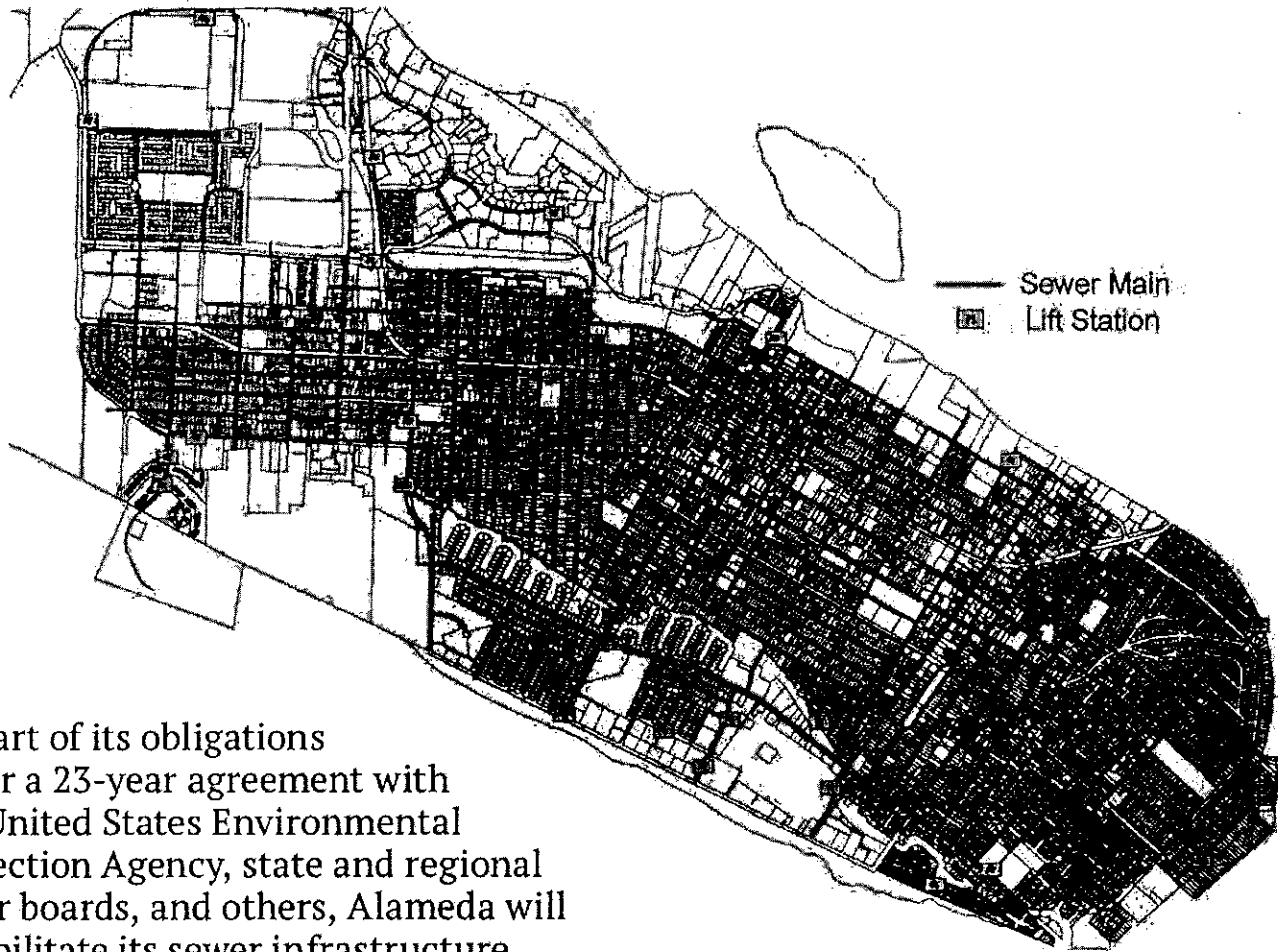 Sewer Main
Lift Station
art of its obligations
r a 23-year agreement with
United States Environmental
ection Agency, state and regional
r boards, and others, Alameda will
bilitate its sewer infrastructure